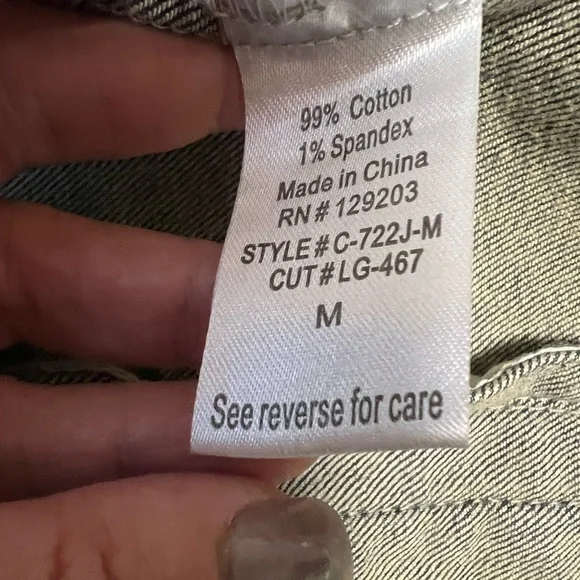 99% Cotton
1% Spandex
Made in China
RN # 129203
STYLE # C-722J-M
CUT # LG-467
M
See reverse for care